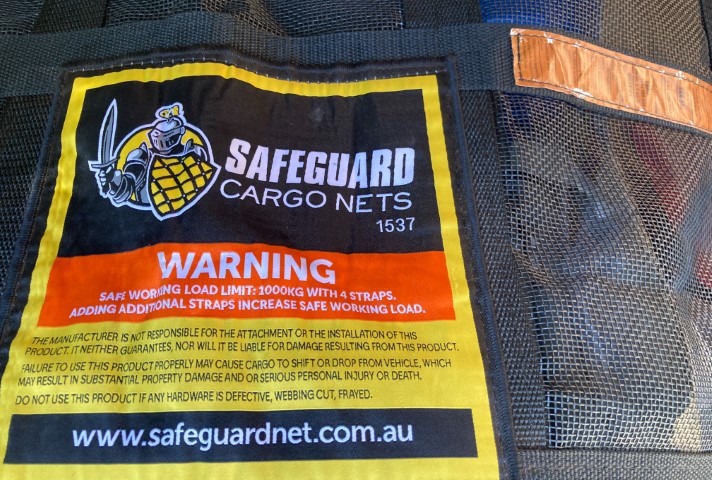 SAFEGUARD
CARGO NETS
1537
WARNING
SAFE WORKING LOAD LIMIT: 1000KG WITH 4 STRAPS.
ADDING ADDITIONAL STRAPS INCREASE SAFE WORKING LOAD.
THE MANUFACTURER IS NOT RESPONSIBLE FOR THE ATTACHMENT OR THE INSTALLATION OF THIS
PRODUCT. IT NEITHER GUARANTEES, NOR WILL IT BE LIABLE FOR DAMAGE RESULTING FROM THIS PRODUCT.
FAILURE TO USE THIS PRODUCT PROPERLY MAY CAUSE CARGO TO SHIFT OR DROP FROM VEHICLE, WHICH
MAY RESULT IN SUBSTANTIAL PROPERTY DAMAGE AND OR SERIOUS PERSONAL INJURY OR DEATH.
DO NOT USE THIS PRODUCT IF ANY HARDWARE IS DEFECTIVE, WEBBING CUT, FRAYED.
www.safeguardnet.com.au